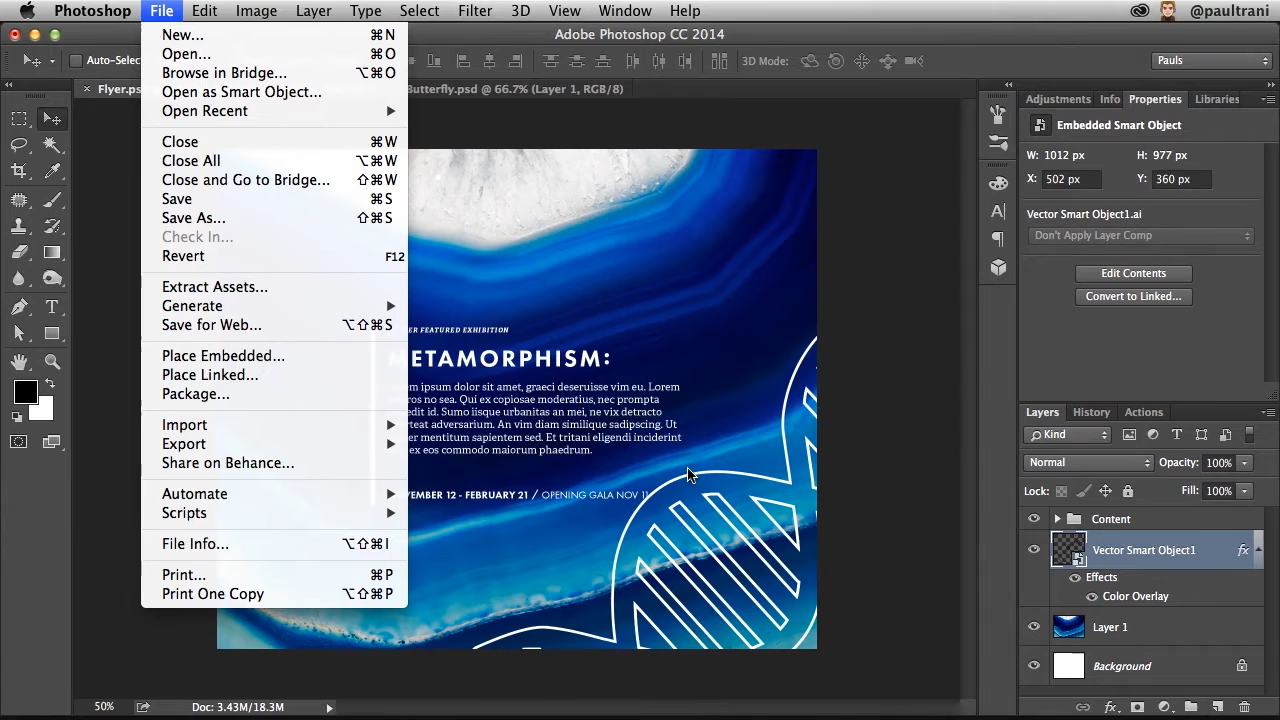 Photoshop File Edit Image Layer Type Select Filter 3D View Window Help @paultrani
Adobe Photoshop CC 2014
Auto-Selec 3D Mode: Pauls
× Flyer.ps Butterfly.psd @ 66.7% (Layer 1, RGB/8)
New... ⌘N
Open... ⌘O
Browse in Bridge... ⌥⌘O
Open as Smart Object...
Open Recent ▶
Close ⌘W
Close All ⌥⌘W
Close and Go to Bridge... ⇧⌘W
Save ⌘S
Save As... ⇧⌘S
Check In...
Revert F12
Extract Assets...
Generate ▶
Save for Web... ⌥⇧⌘S
Place Embedded...
Place Linked...
Package...
Import ▶
Export ▶
Share on Behance...
Automate ▶
Scripts ▶
File Info... ⌥⇧⌘I
Print... ⌘P
Print One Copy ⌥⇧⌘P
ER FEATURED EXHIBITION
METAMORPHISM:
em ipsum dolor sit amet, graeci deseruisse vim eu. Lorem
ros no sea. Qui ex copiosae moderatius, nec prompta
edit id. Sumo iisque urbanitas an mei, ne vix detracto
rteat adversarium. An vim diam similique sadipscing. Ut
er mentitum sapientem sed. Et tritani eligendi inciderint
ex eos commodo maiorum phaedrum.
VEMBER 12 - FEBRUARY 21 / OPENING GALA NOV 11
Adjustments Info Properties Libraries
Embedded Smart Object
W: 1012 px H: 977 px
X: 502 px Y: 360 px
Vector Smart Object1.ai
Don't Apply Layer Comp
Edit Contents
Convert to Linked...
Layers History Actions
Kind
Normal Opacity: 100%
Lock: Fill: 100%
Content
Vector Smart Object1 fx
Effects
Color Overlay
Layer 1
Background
50% Doc: 3.43M/18.3M